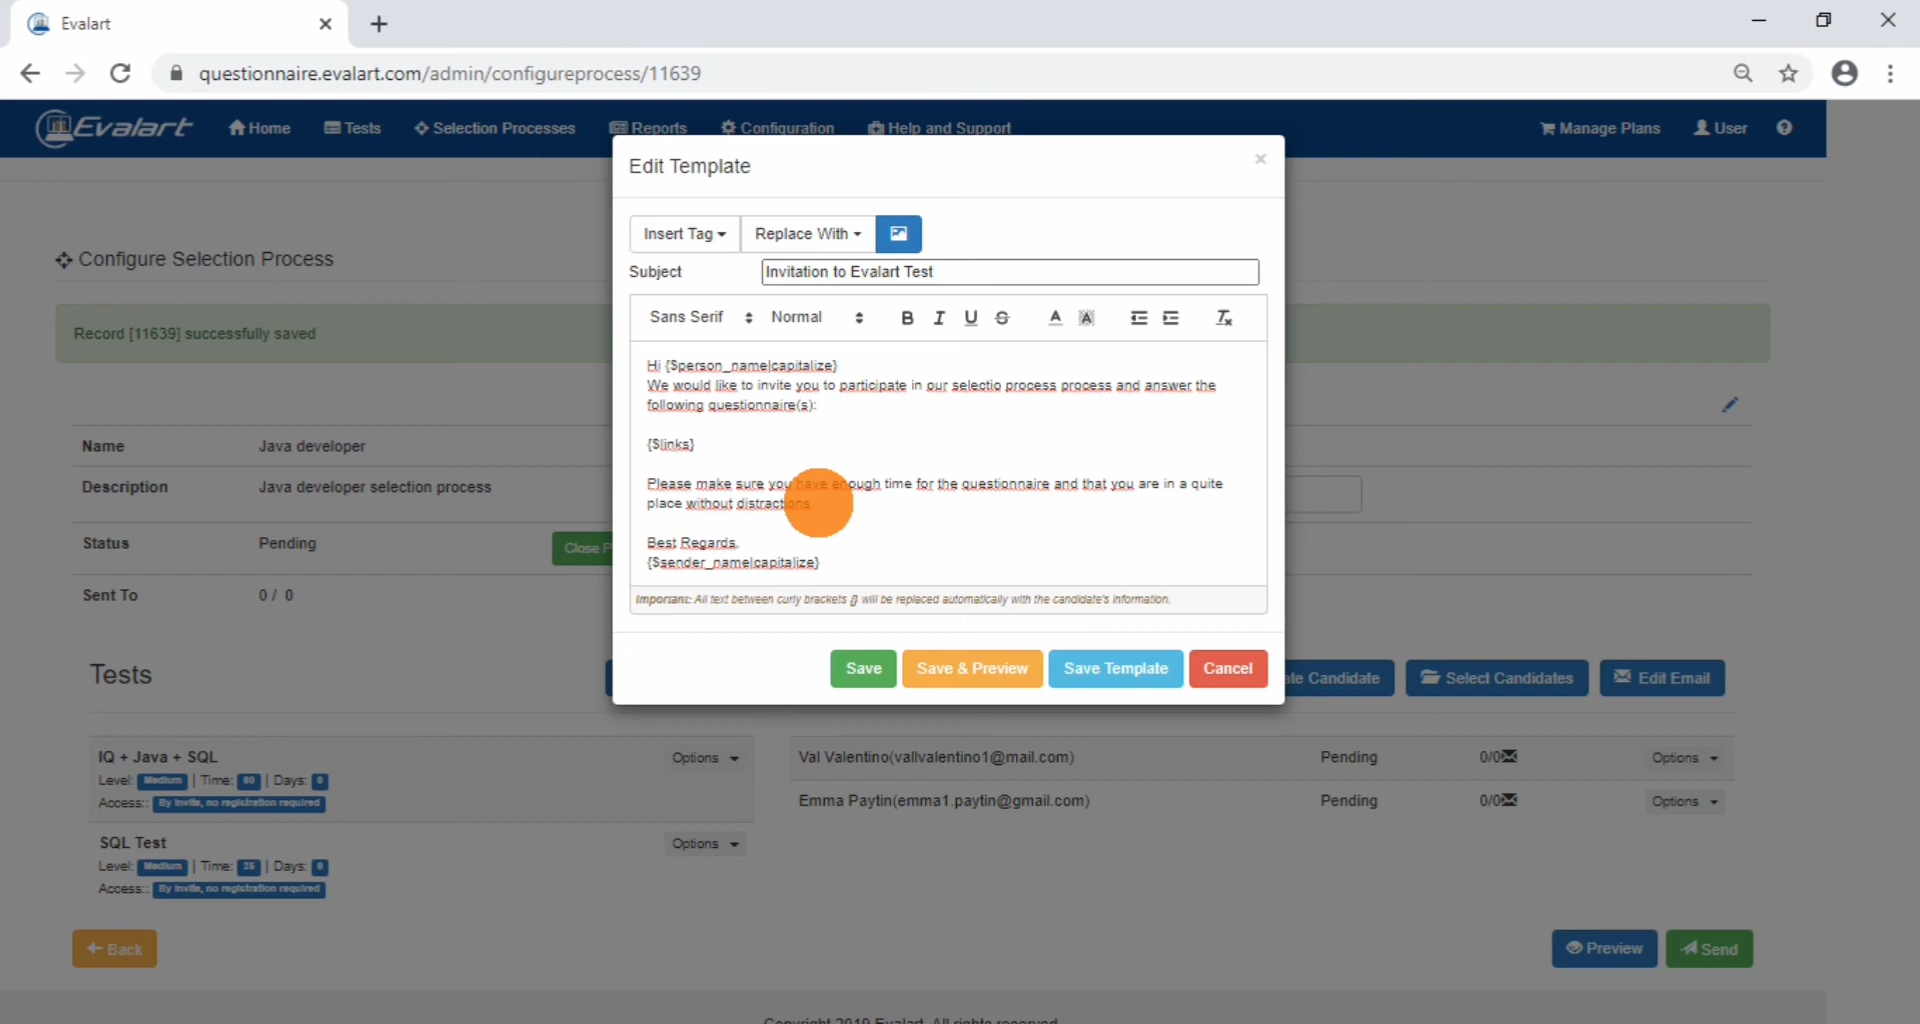 Evalart
questionnaire.evalart.com/admin/configureprocess/11639
Evalart
Home
Tests
Selection Processes
Reports
Configuration
Help and Support
Manage Plans
User
Edit Template
Insert Tag
Replace With
Subject
Invitation to Evalart Test
Sans Serif
Normal
B I U S A A Tx
Hi {$person_name|capitalize}
We would like to invite you to participate in our selectio process process and answer the
following questionnaire(s):
{$links}
Please make sure you have enough time for the questionnaire and that you are in a quite
place without distractions.
Best Regards,
{$sender_name|capitalize}
Important: All text between curly brackets {} will be replaced automatically with the candidate's information.
Save
Save & Preview
Save Template
Cancel
Configure Selection Process
Record [11639] successfully saved
Name
Java developer
Description
Java developer selection process
Status
Pending
Close P
Sent To
0 / 0
Tests
Candidate
Select Candidates
Edit Email
IQ + Java + SQL
Options
Level: Medium | Time: 60 | Days: 0
Access:: By invite, no registration required
SQL Test
Options
Level: Medium | Time: 25 | Days: 0
Access:: By invite, no registration required
Val Valentino(vallvalentino1@mail.com)
Pending
0/0
Options
Emma Paytin(emma1.paytin@gmail.com)
Pending
0/0
Options
Back
Preview
Send
Copyright 2019 Evalart. All rights reserved